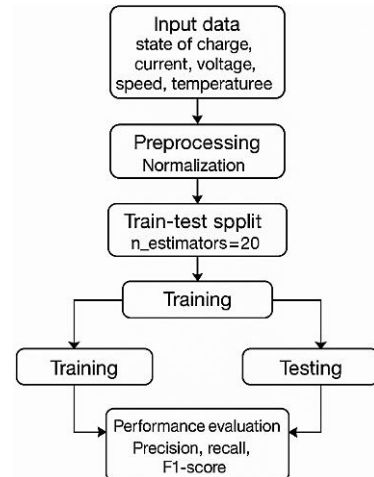 Input data
state of charge,
current, voltage,
speed, temperaturee
Preprocessing
Normalization
Train-test spplit
n_estimators=20
Training
Training
Testing
Performance evaluation
Precision, recall,
F1-score